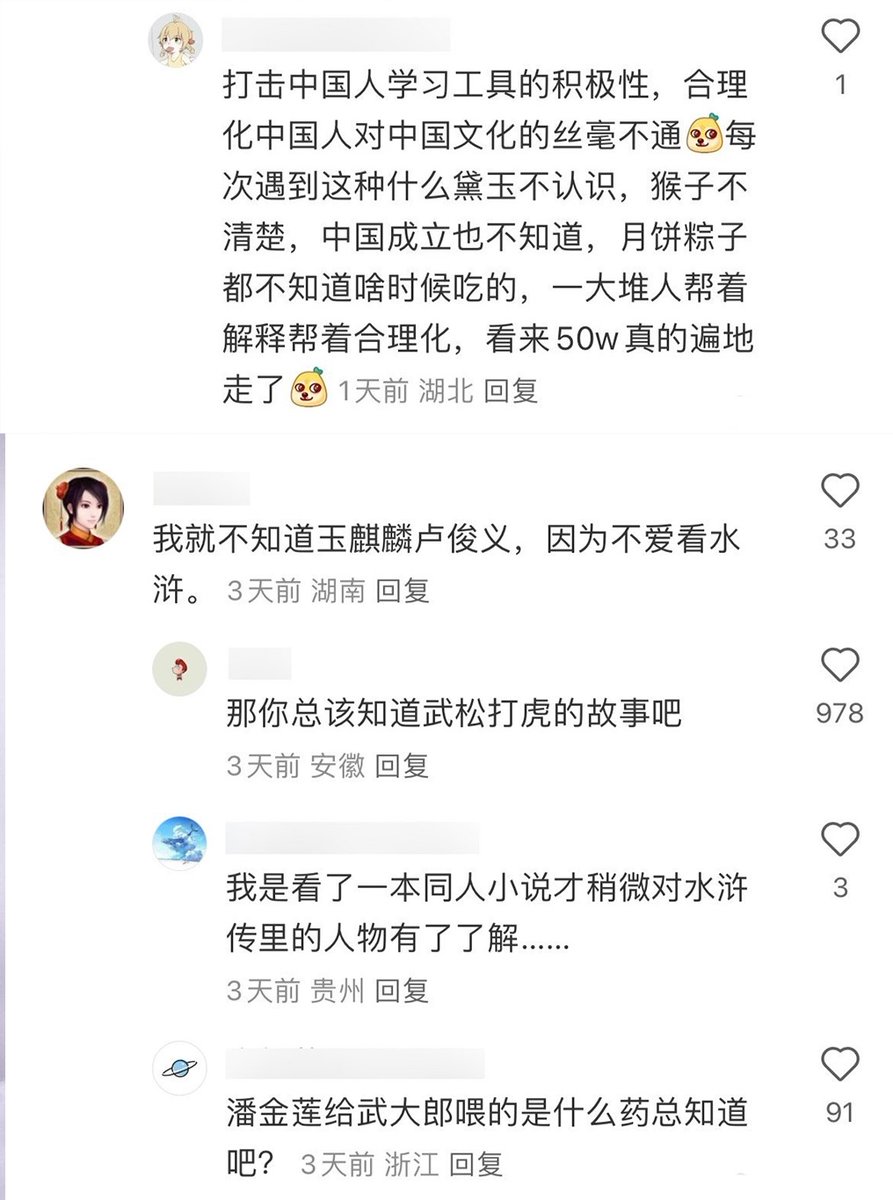 1
打击中国人学习工具的积极性，合理
化中国人对中国文化的丝毫不通每
次遇到这种什么黛玉不认识，猴子不
清楚，中国成立也不知道，月饼粽子
都不知道啥时候吃的，一大堆人帮着
解释帮着合理化，看来50w真的遍地
走了 1天前 湖北 回复
我就不知道玉麒麟卢俊义，因为不爱看水
浒。 3天前 湖南 回复
33
那你总该知道武松打虎的故事吧
978
3天前 安徽 回复
我是看了一本同人小说才稍微对水浒
传里的人物有了了解......
3
3天前 贵州 回复
潘金莲给武大郎喂的是什么药总知道
吧？ 3天前 浙江 回复
91